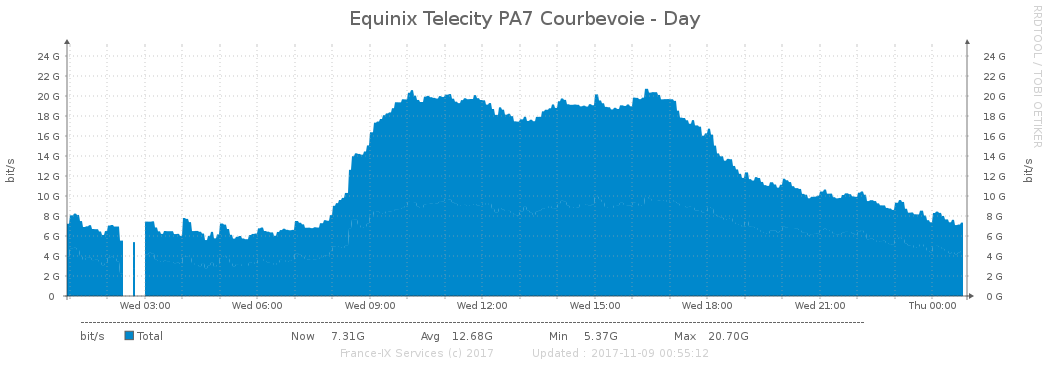 Equinix Telecity PA7 Courbevoie - Day
RRDTOOL / TOBI OETIKER
bit/s
24 G
22 G
20 G
18 G
16 G
14 G
12 G
10 G
8 G
6 G
4 G
2 G
0
24 G
22 G
20 G
18 G
16 G
14 G
12 G
10 G
8 G
6 G
4 G
2 G
0 G
bit/s
Wed 03:00 Wed 06:00 Wed 09:00 Wed 12:00 Wed 15:00 Wed 18:00 Wed 21:00 Thu 00:00
bit/s Total Now 7.31G Avg 12.68G Min 5.37G Max 20.70G
France-IX Services (c) 2017 Updated : 2017-11-09 00:55:12